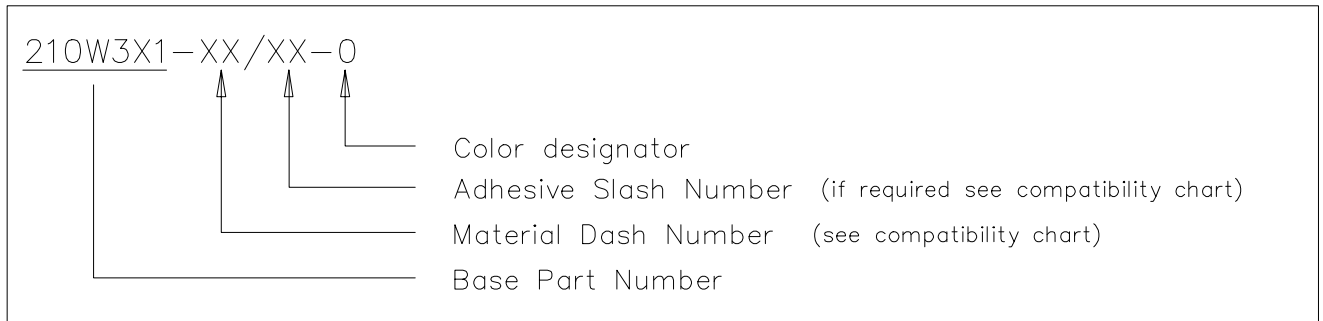 210W3X1-XX/XX-0
Color designator
Adhesive Slash Number (if required see compatibility chart)
Material Dash Number (see compatibility chart)
Base Part Number